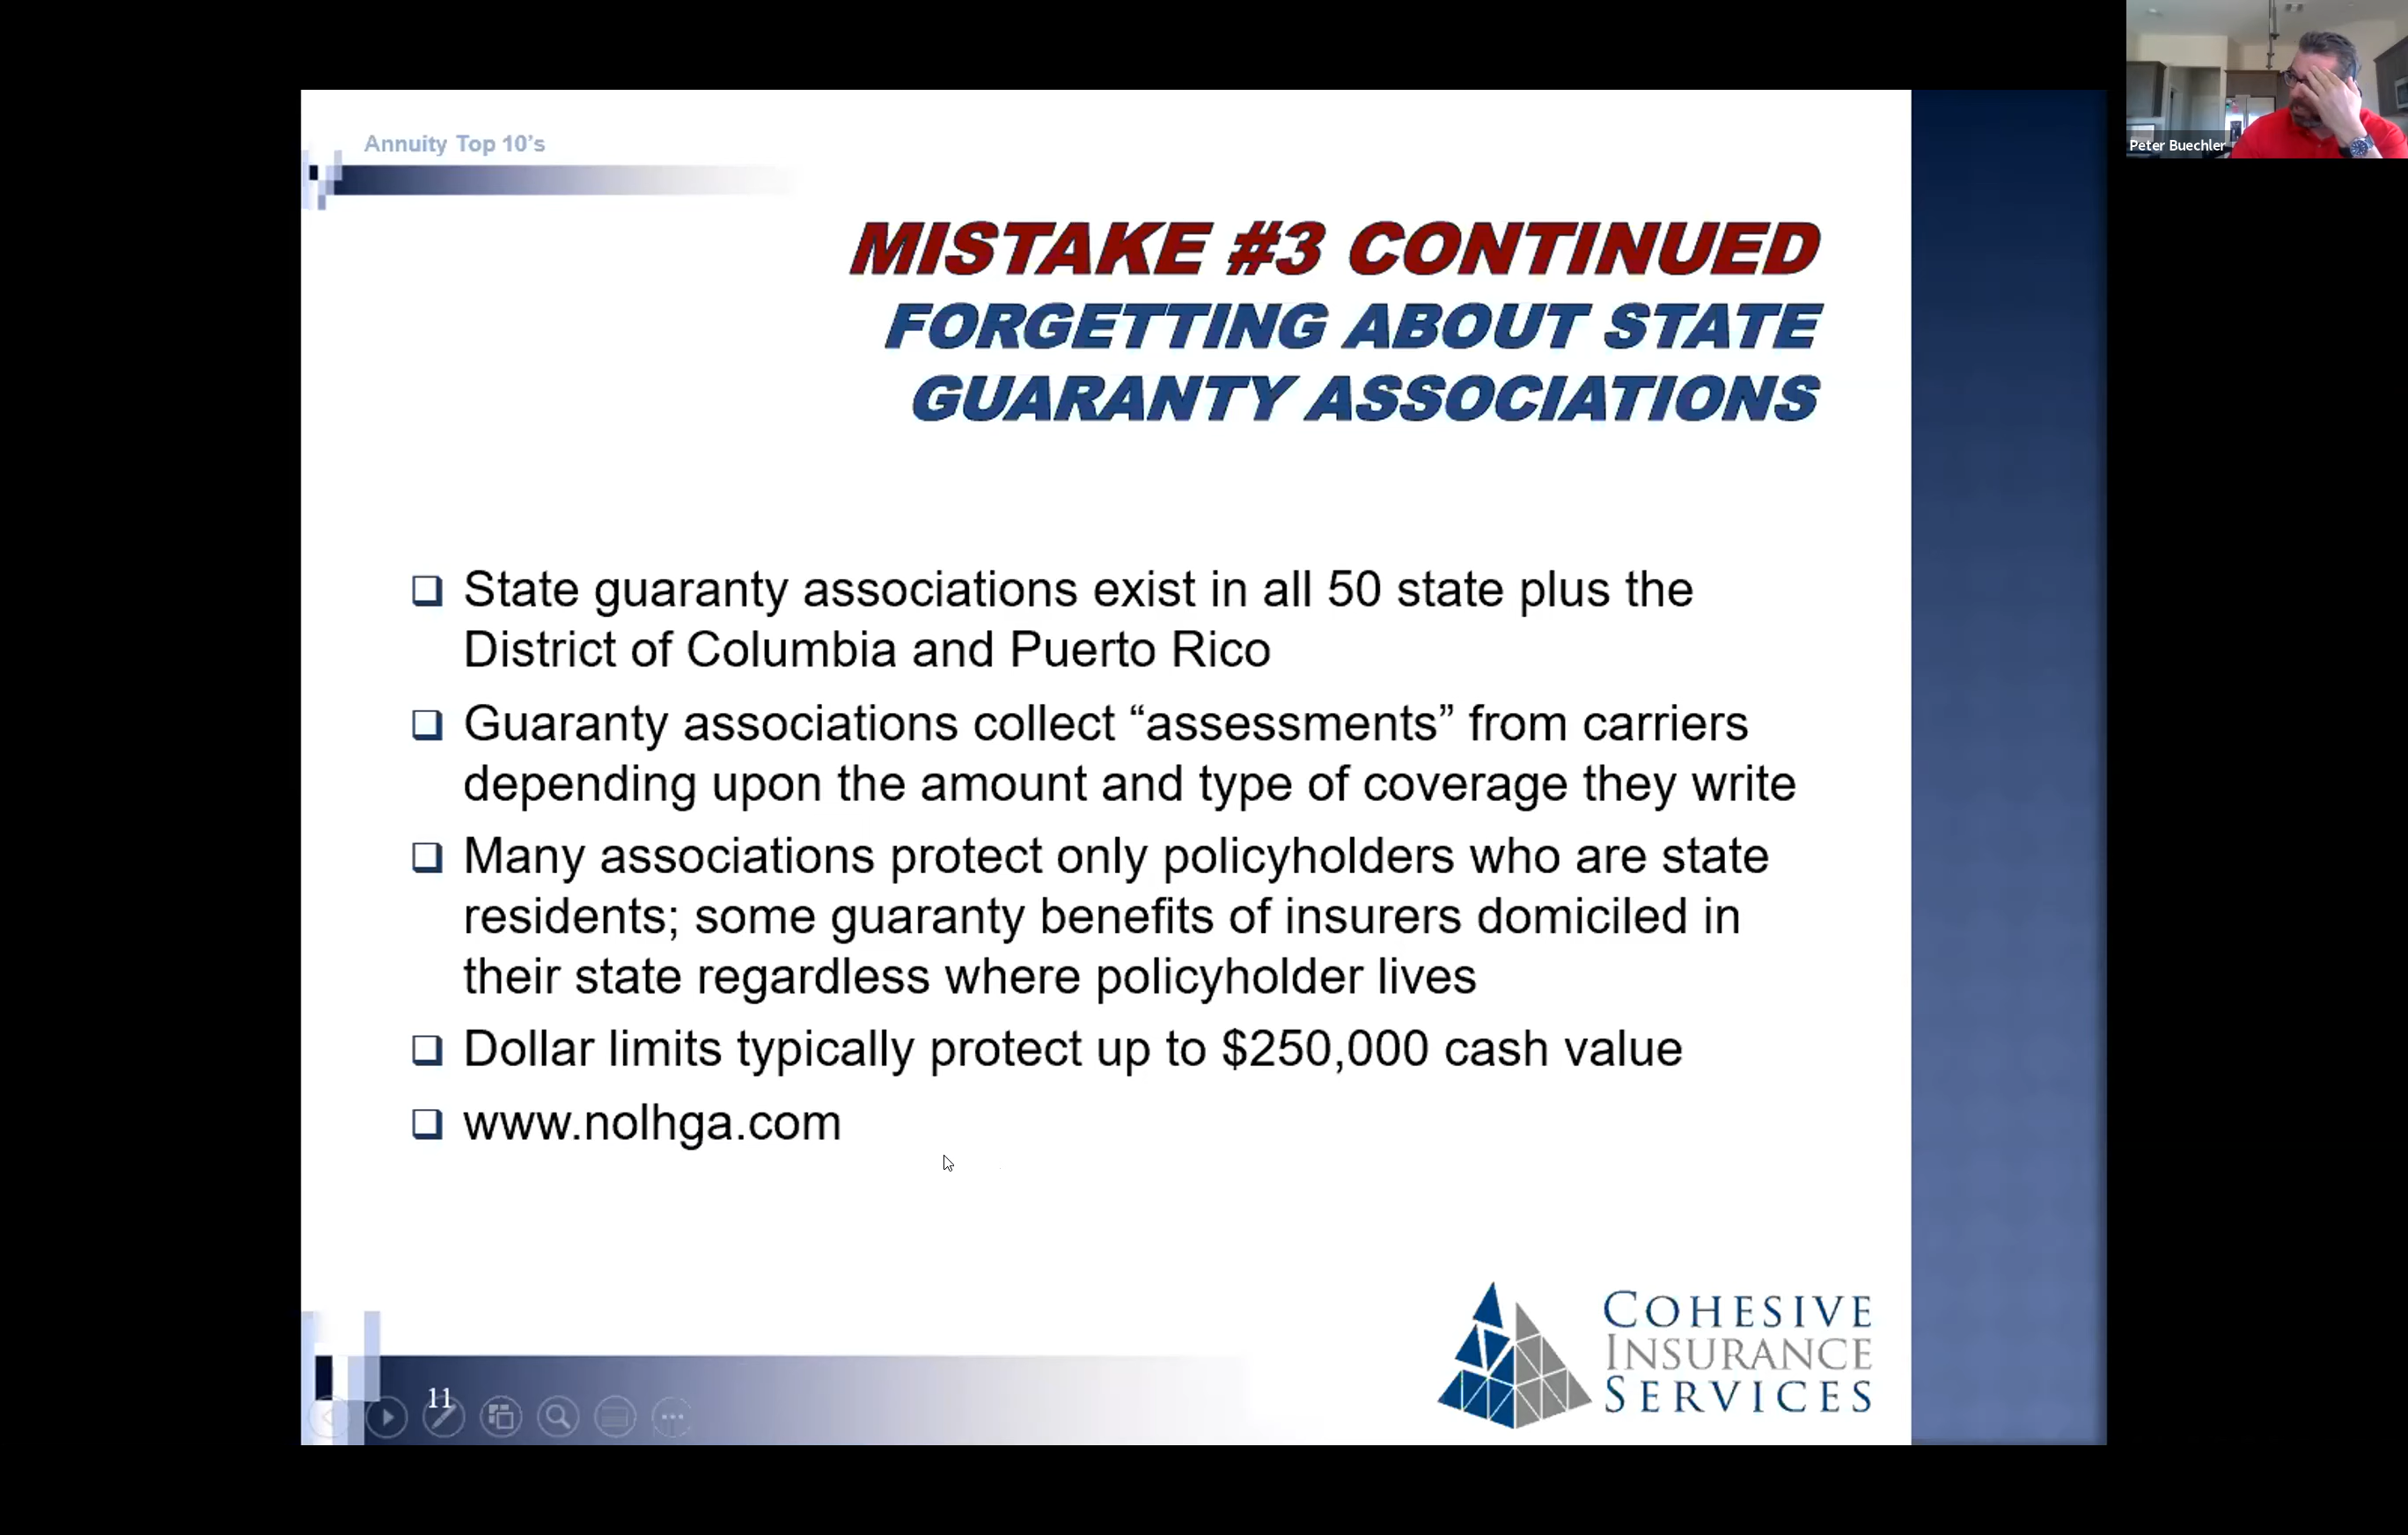 Peter Buechler
Annuity Top 10's
MISTAKE #3 CONTINUED
FORGETTING ABOUT STATE
GUARANTY ASSOCIATIONS
State guaranty associations exist in all 50 state plus the
District of Columbia and Puerto Rico
Guaranty associations collect “assessments” from carriers
depending upon the amount and type of coverage they write
Many associations protect only policyholders who are state
residents; some guaranty benefits of insurers domiciled in
their state regardless where policyholder lives
Dollar limits typically protect up to $250,000 cash value
www.nolhga.com
11
COHESIVE
INSURANCE
SERVICES